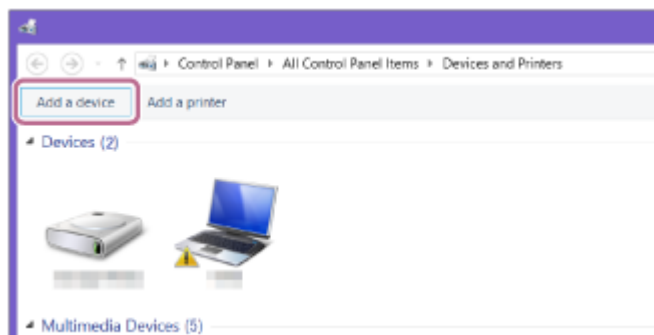 Control Panel All Control Panel Items Devices and Printers
Add a device Add a printer
Devices (2)
Multimedia Devices (5)